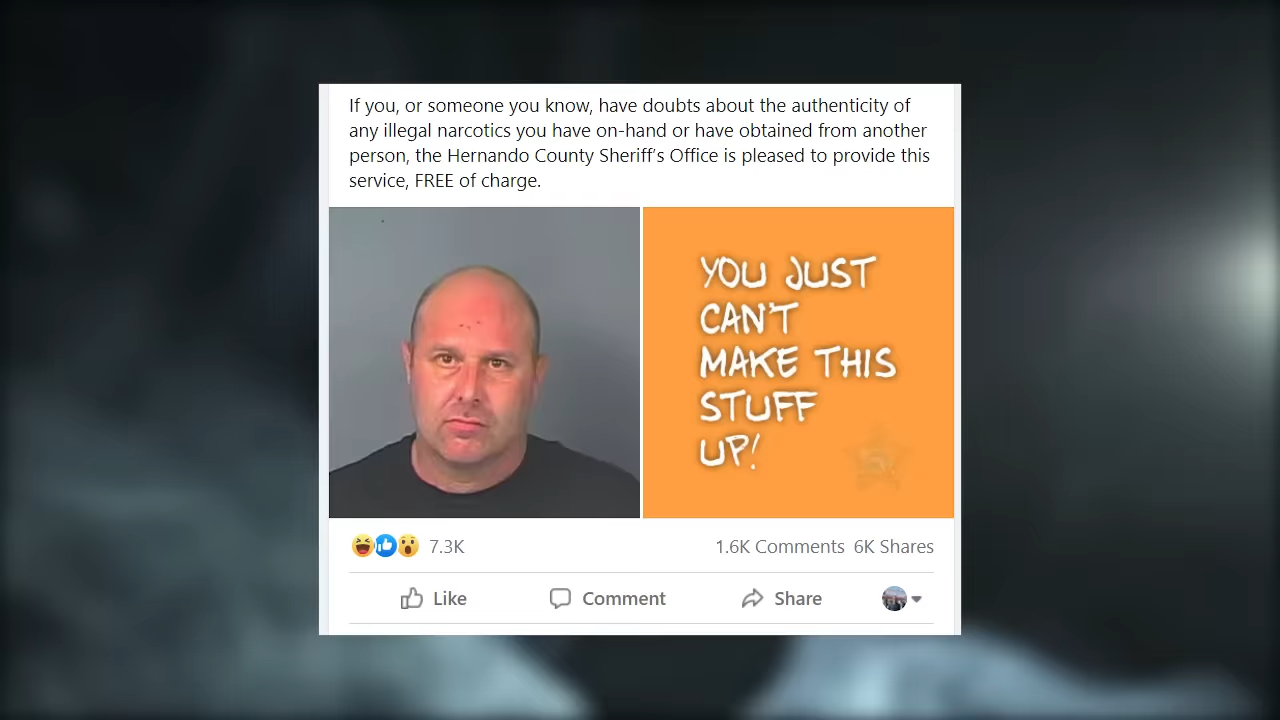 If you, or someone you know, have doubts about the authenticity of
any illegal narcotics you have on-hand or have obtained from another
person, the Hernando County Sheriff's Office is pleased to provide this
service, FREE of charge.
YOU JUST
CAN'T
MAKE THIS
STUFF
UP!
7.3K
1.6K Comments 6K Shares
Like Comment Share